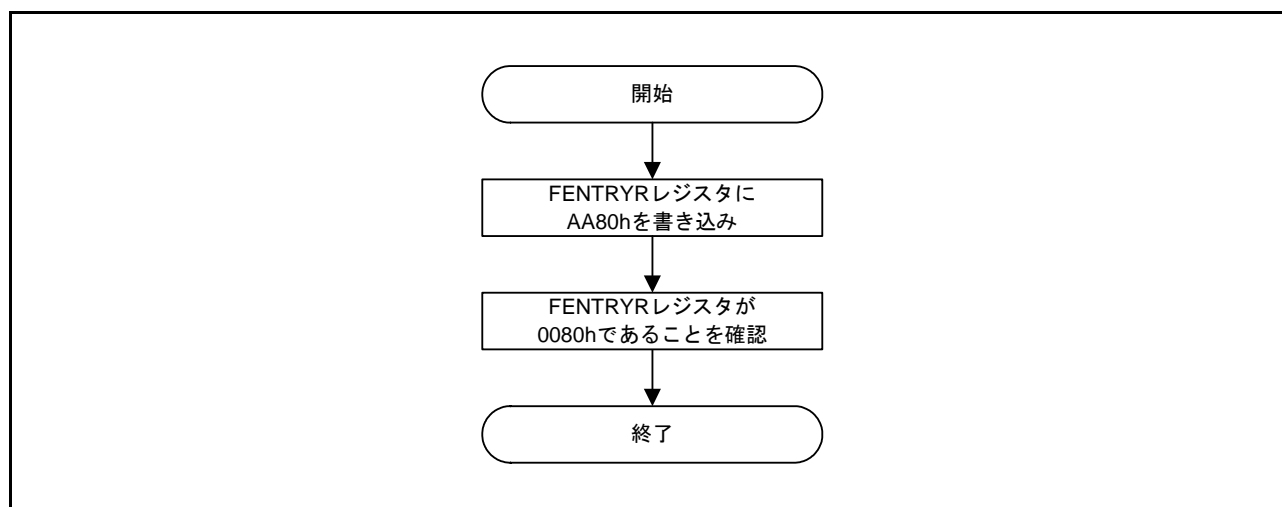 開始
FENTRYRレジスタに
AA80hを書き込み
FENTRYRレジスタが
0080hであることを確認
終了